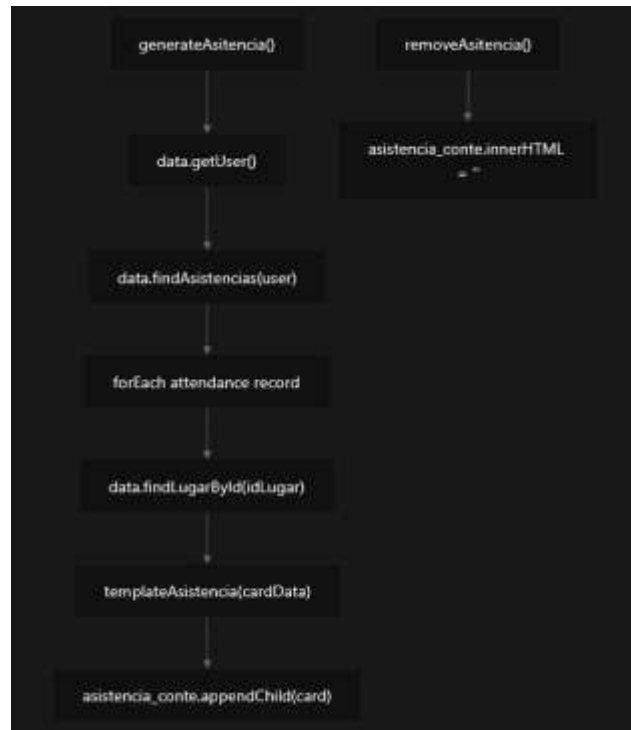 generateAsitencia()
removeAsitencia()
data.getUser()
asistencia_conte.innerHTML
= ""
data.findAsistencias(user)
forEach attendance record
data.findLugarById(idLugar)
templateAsistencia(cardData)
asistencia_conte.appendChild(card)